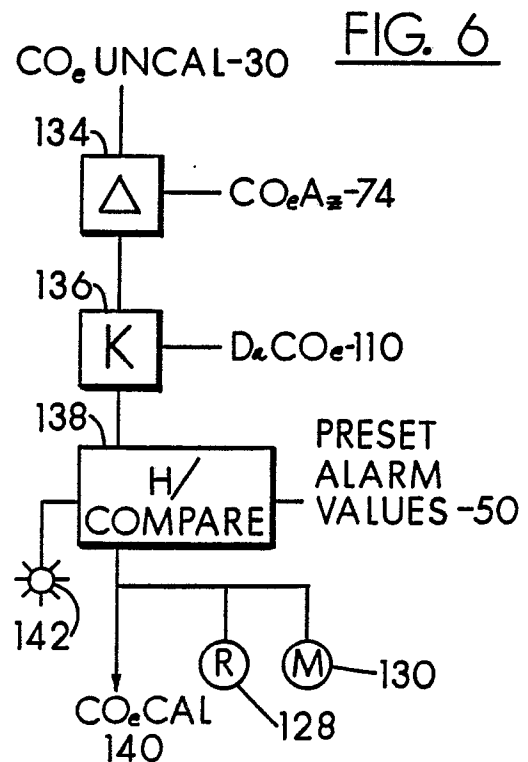 FIG. 6
COe UNCAL-30
134
Δ
COeAz-74
136
K
DaCOe-110
138
H/
COMPARE
PRESET
ALARM
VALUES -50
142
R
M
130
128
COeCAL
140